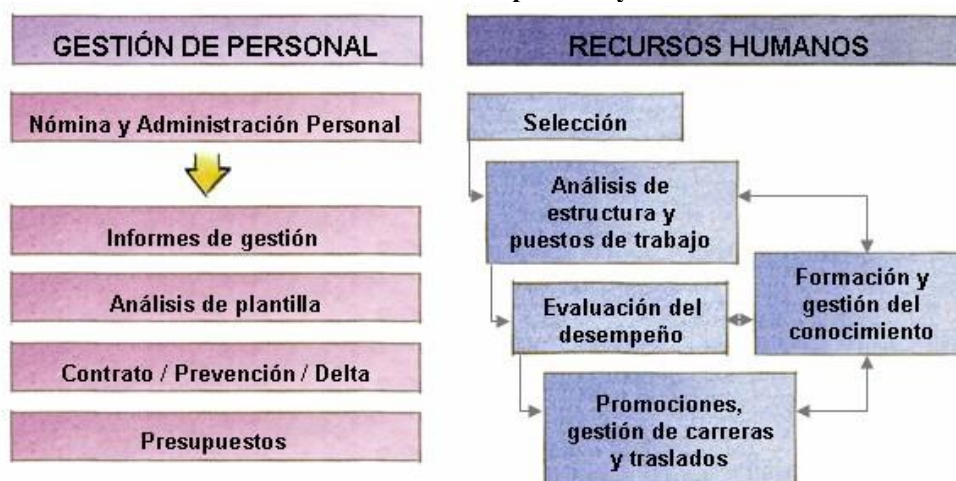 GESTIÓN DE PERSONAL
Nómina y Administración Personal
Informes de gestión
Análisis de plantilla
Contrato / Prevención / Delta
Presupuestos
RECURSOS HUMANOS
Selección
Análisis de
estructura y
puestos de trabajo
Evaluación del
desempeño
Formación y
gestión del
conocimiento
Promociones,
gestión de carreras
y traslados